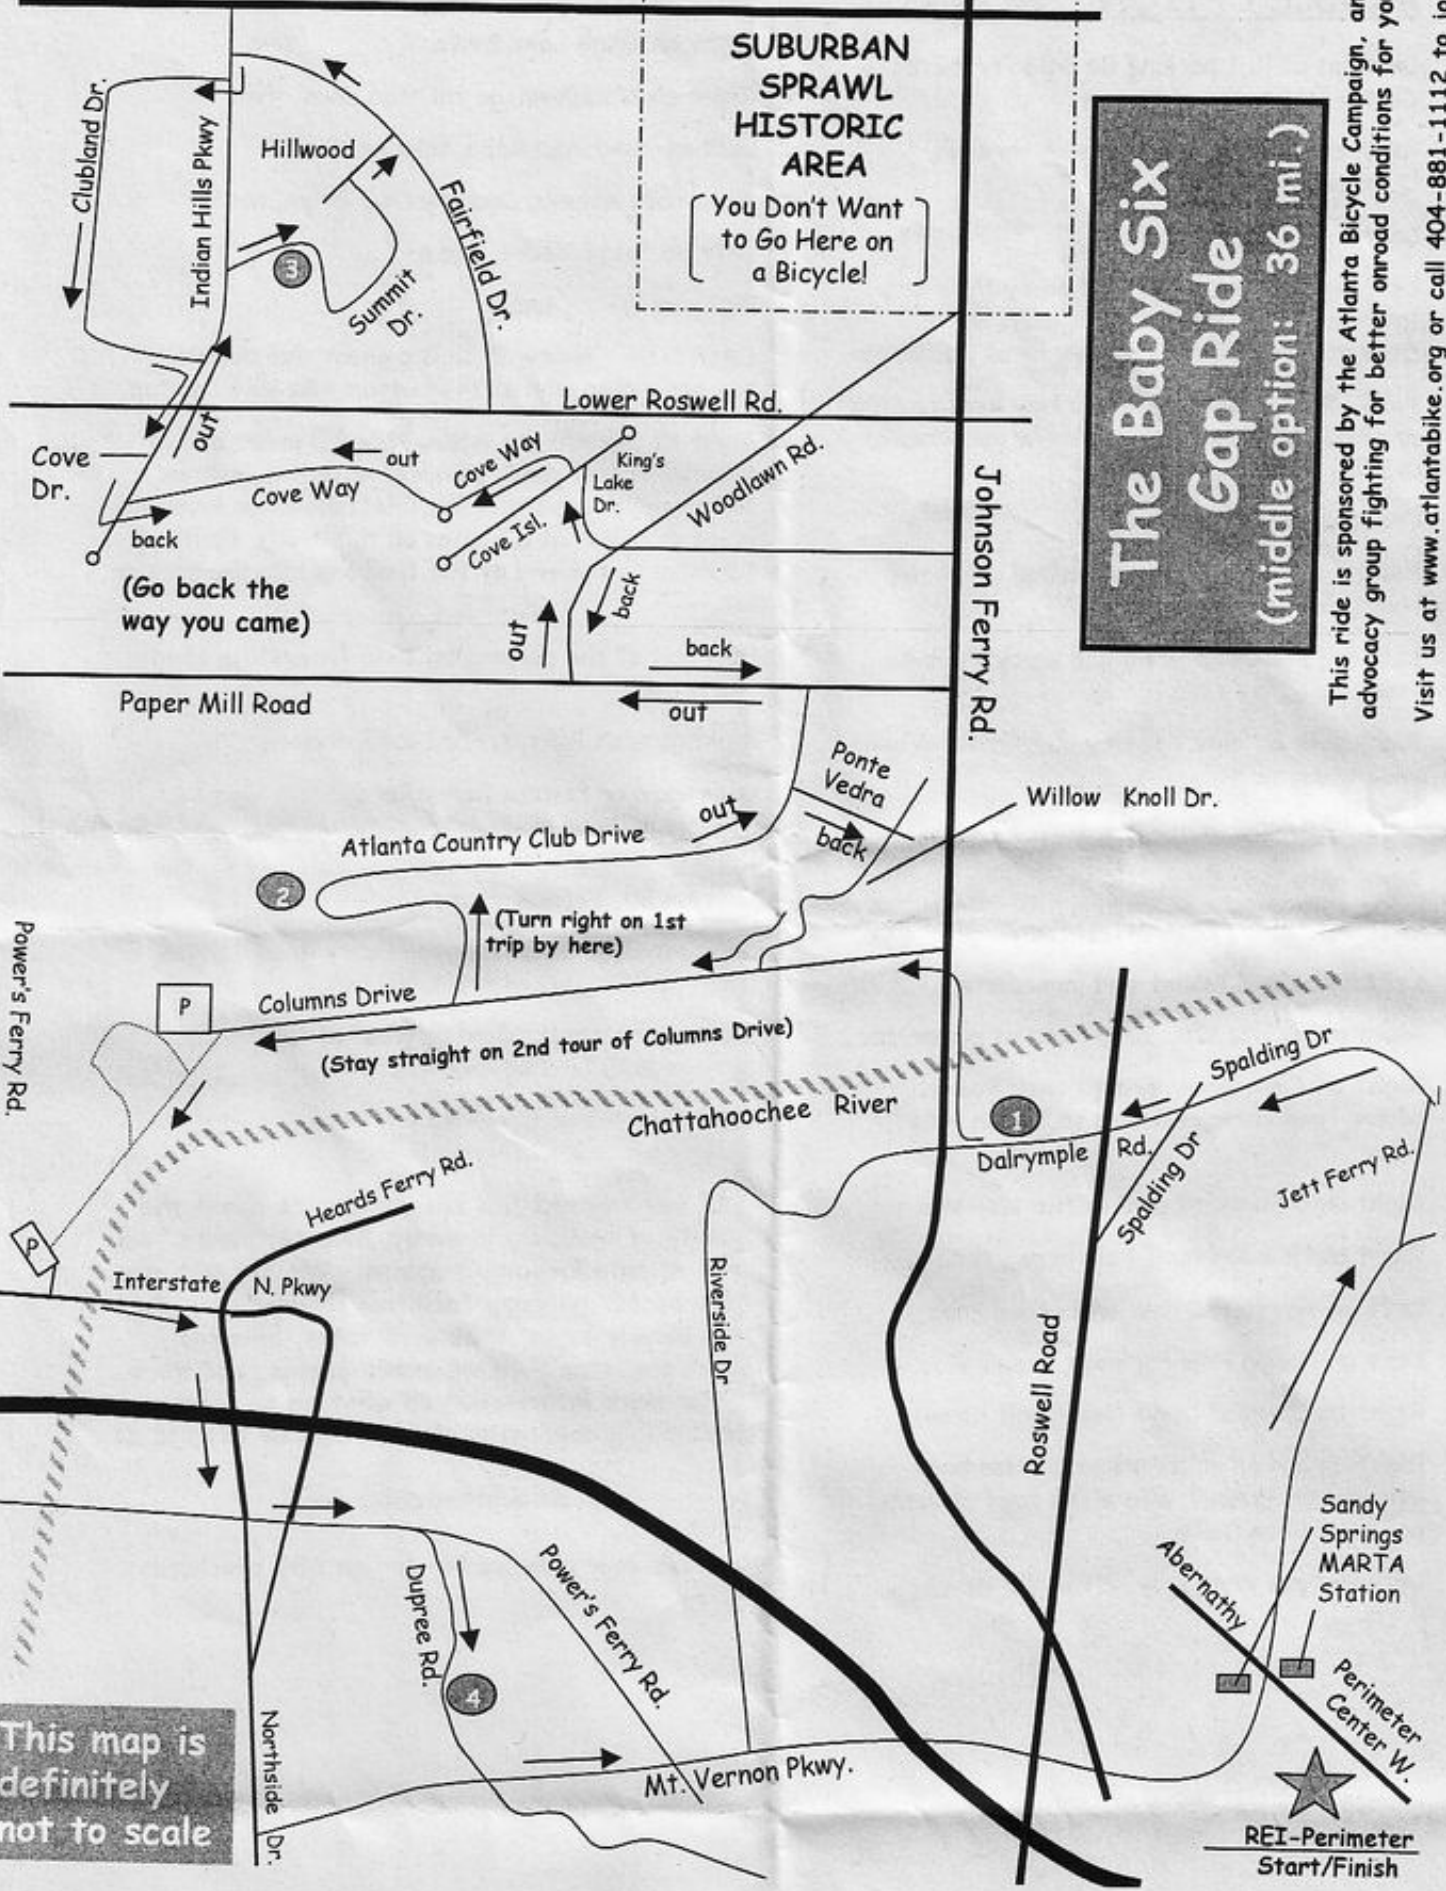 SUBURBAN
SPRAWL
HISTORIC
AREA
You Don't Want
to Go Here on
a Bicycle!
The Baby Six
Gap Ride
(middle option: 36 mi.)
This ride is sponsored by the Atlanta Bicycle Campaign,
advocacy group fighting for better onroad conditions for
Visit us at www.atlantabike.org or call 404-881-1112 to
Clubland Dr.
Indian Hills Pkwy
Hillwood
Fairfield Dr.
3
Summit
Dr.
Lower Roswell Rd.
out
Cove
Dr.
out
Cove Way
Cove Way
King's
Lake
Dr.
Cove Isl.
Woodlawn Rd.
back
(Go back the
way you came)
out
back
back
Paper Mill Road
out
Johnson Ferry Rd.
Ponte
Vedra
Willow Knoll Dr.
out
back
Atlanta Country Club Drive
2
(Turn right on 1st
trip by here)
Power's Ferry Rd.
P
Columns Drive
(Stay straight on 2nd tour of Columns Drive)
Chattahoochee River
1
Spalding Dr
Dalrymple Rd.
Spalding Dr
Jett Ferry Rd.
Heards Ferry Rd.
P
Interstate N. Pkwy
Riverside Dr
Roswell Road
Sandy
Springs
MARTA
Station
Abernathy
Perimeter
Center W.
Dupree Rd.
Power's Ferry Rd.
4
This map is
definitely
not to scale
Northside Dr.
Mt. Vernon Pkwy.
REI-Perimeter
Start/Finish